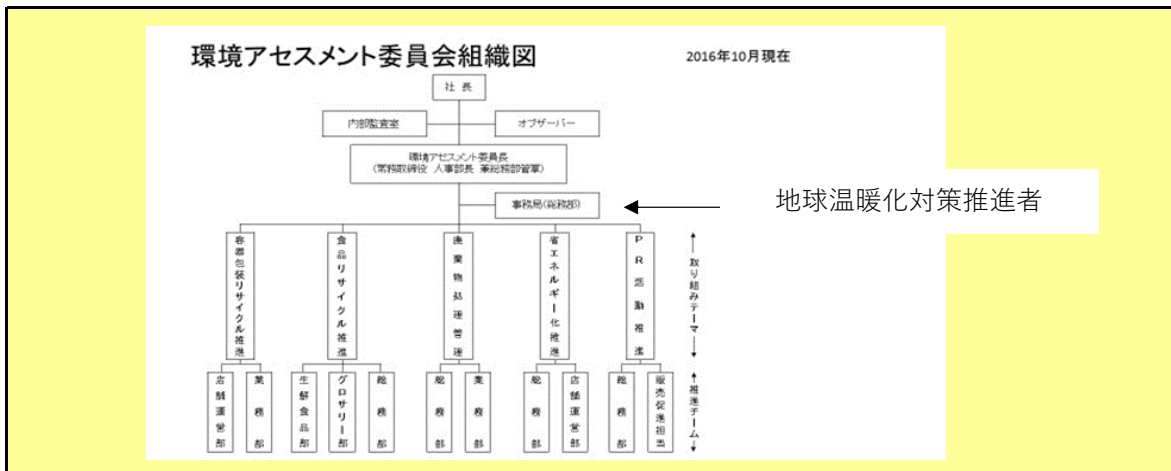 環境アセスメント委員会組織図
2016年10月現在
社長
内部監査室
オブザーバー
環境アセスメント委員長
(常務取締役 人事部長 兼総務部管掌)
事務局(総務部)
地球温暖化対策推進者
容器包装リサイクル推進
食品リサイクル推進
廃棄物処理管理
省エネルギー化推進
PR活動推進
取り組みテーマ
店舗運営部
業務部
生鮮食品部
グロサリー部
総務部
総務部
業務部
総務部
店舗運営部
総務部
販売促進担当
推進チーム